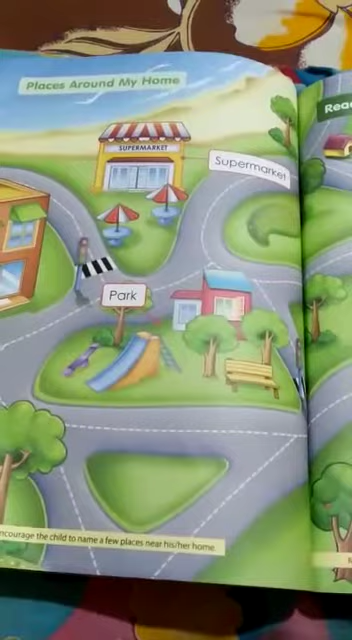 Places Around My Home
SUPERMARKET
Supermarket
Park
ncourage the child to name a few places near his/her home.